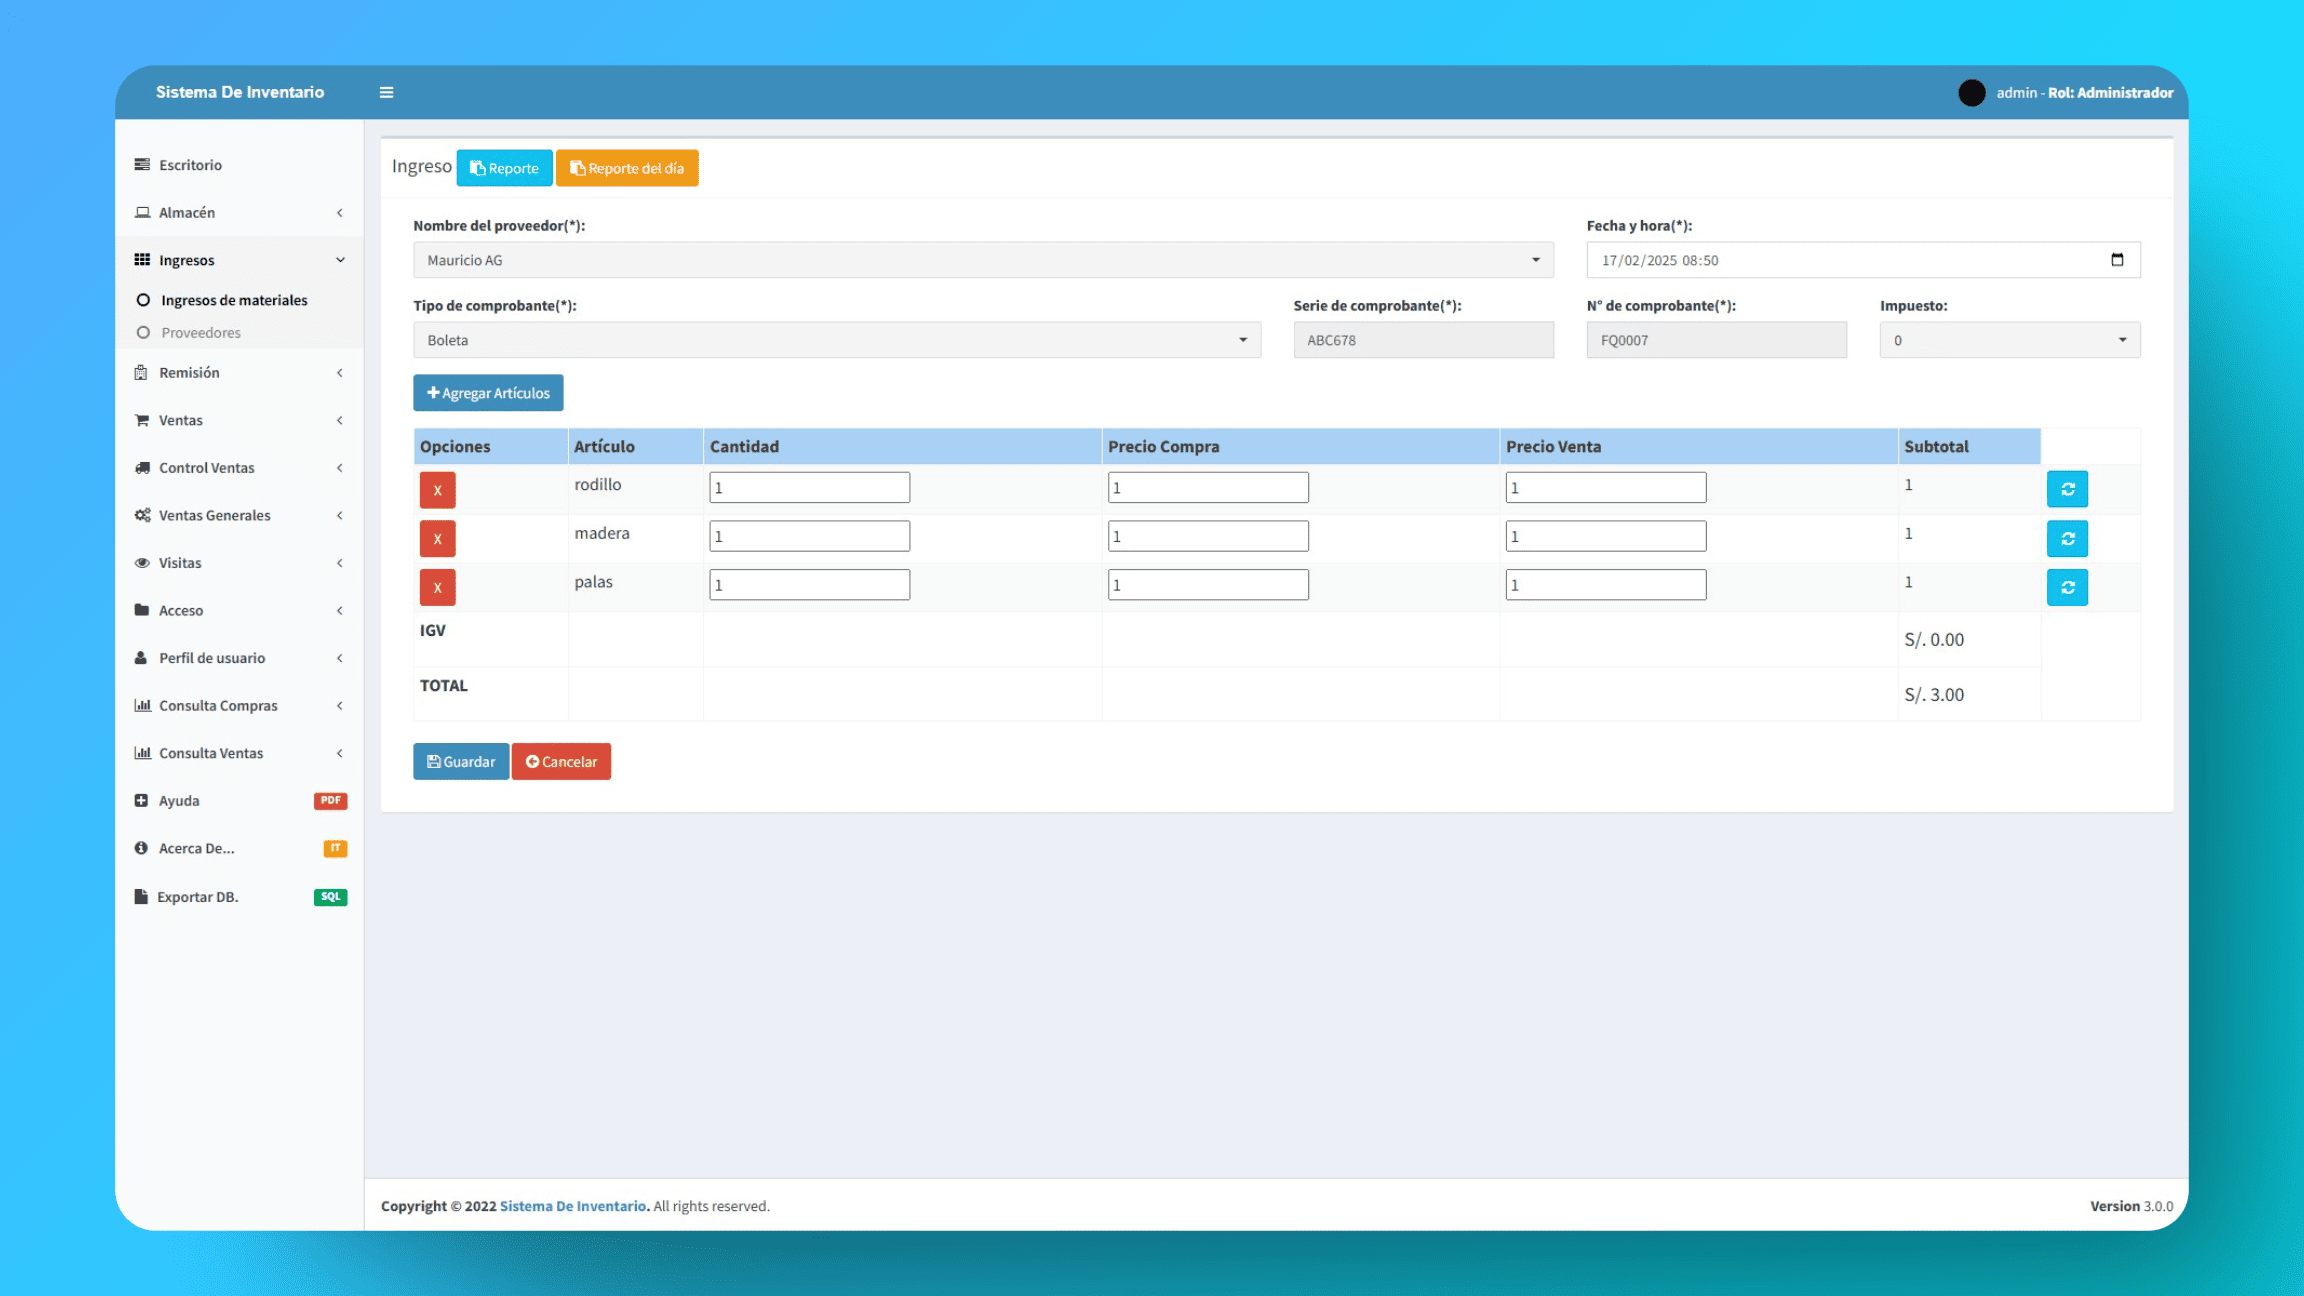 Sistema De Inventario
admin - Rol: Administrador
Escritorio
Almacén
Ingresos
Ingresos de materiales
Proveedores
Remisión
Ventas
Control Ventas
Ventas Generales
Visitas
Acceso
Perfil de usuario
Consulta Compras
Consulta Ventas
Ayuda PDF
Acerca De... IT
Exportar DB. SQL
Ingreso Reporte Reporte del día
Nombre del proveedor(*): Fecha y hora(*):
Mauricio AG 17/02/2025 08:50
Tipo de comprobante(*): Serie de comprobante(*): N° de comprobante(*): Impuesto:
Boleta ABC678 FQ0007 0
Agregar Artículos
Opciones Artículo Cantidad Precio Compra Precio Venta Subtotal
X rodillo 1 1 1 1
X madera 1 1 1 1
X palas 1 1 1 1
IGV S/. 0.00
TOTAL S/. 3.00
Guardar Cancelar
Copyright © 2022 Sistema De Inventario. All rights reserved. Version 3.0.0